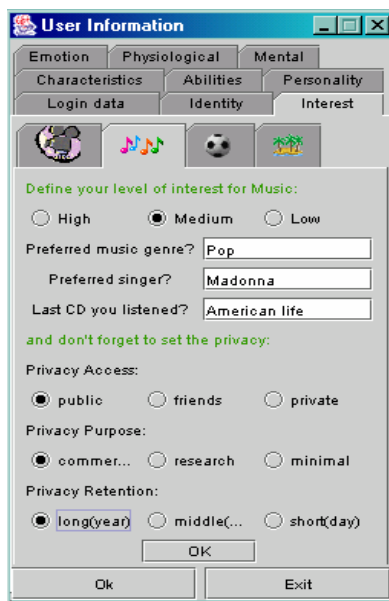 User Information
Emotion Physiological Mental
Characteristics Abilities Personality
Login data Identity Interest
Define your level of interest for Music:
High Medium Low
Preferred music genre? Pop
Preferred singer? Madonna
Last CD you listened? American life
and don't forget to set the privacy:
Privacy Access:
public friends private
Privacy Purpose:
commer... research minimal
Privacy Retention:
long(year) middle(... short(day)
OK
Ok Exit